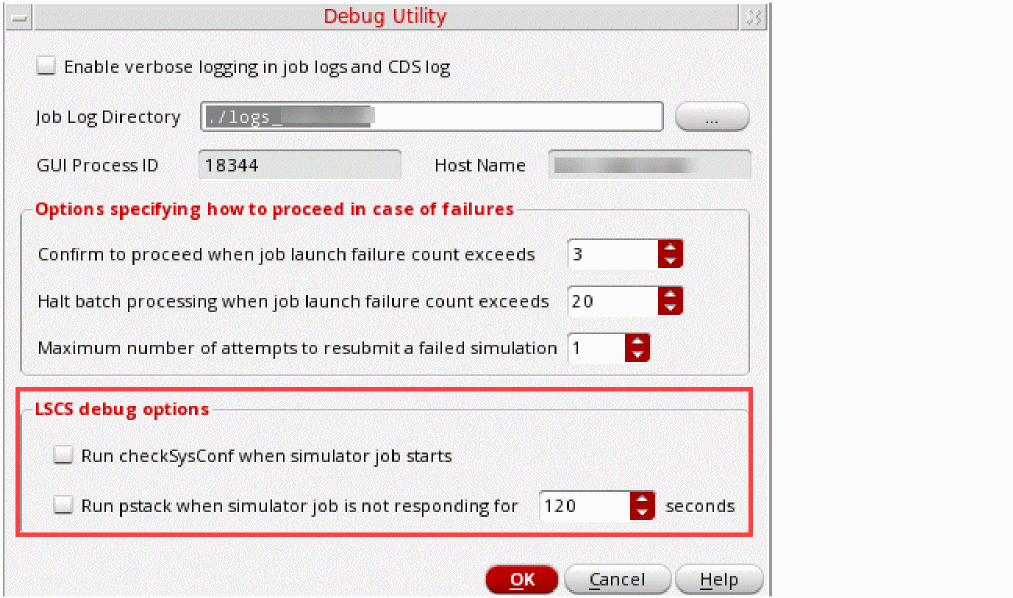 Debug Utility
Enable verbose logging in job logs and CDS log
Job Log Directory ./logs_ ...
GUI Process ID 18344 Host Name
Options specifying how to proceed in case of failures
Confirm to proceed when job launch failure count exceeds 3
Halt batch processing when job launch failure count exceeds 20
Maximum number of attempts to resubmit a failed simulation 1
LSCS debug options
Run checkSysConf when simulator job starts
Run pstack when simulator job is not responding for 120 seconds
OK Cancel Help